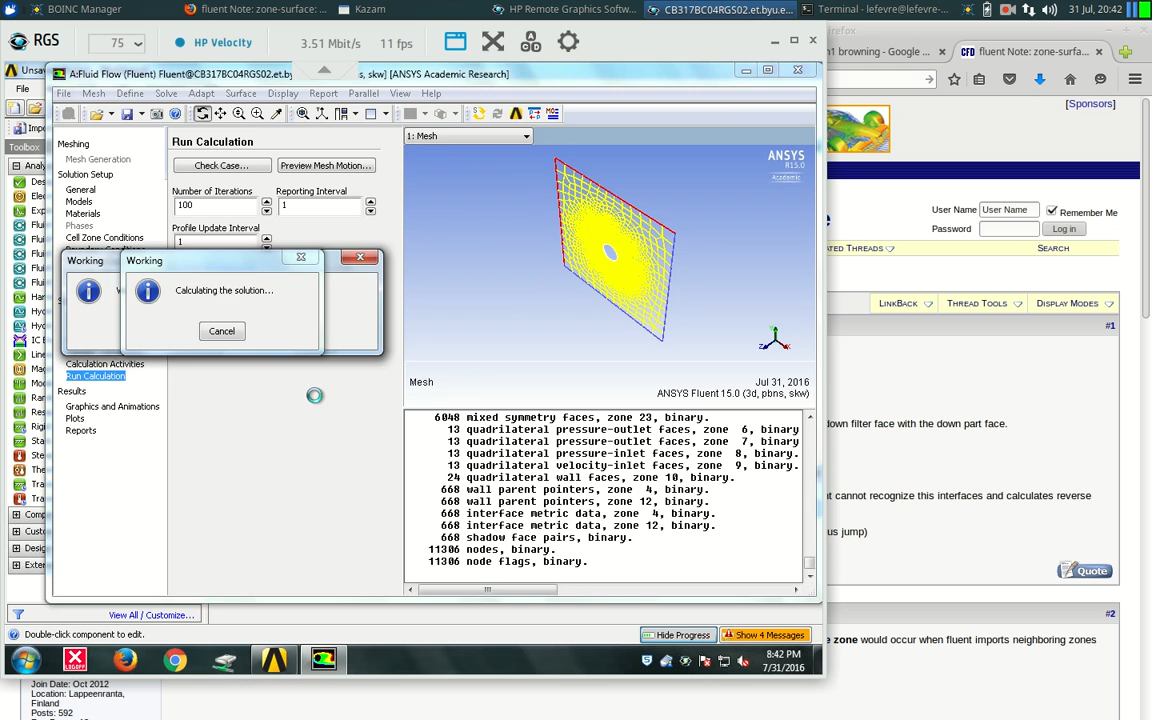 BOINC Manager
fluent Note: zone-surface: ...
Kazam
HP Remote Graphics Softw...
CB317BC04RGS02.et.byu.e...
Terminal - lefevre@lefevre-...
31 Jul, 20:42
RGS
75
HP Velocity
3.51 Mbit/s
11 fps
refox
h1 browning - Google ...
fluent Note: zone-surfa...
[Sponsors]
A:Fluid Flow (Fluent) Fluent@CB317BC04RGS02.et.by
, skw] [ANSYS Academic Research]
File
Mesh
Define
Solve
Adapt
Surface
Display
Report
Parallel
View
Help
Meshing
Mesh Generation
Solution Setup
General
Models
Materials
Phases
Cell Zone Conditions
Calculation Activities
Run Calculation
Results
Graphics and Animations
Plots
Reports
Run Calculation
Check Case...
Preview Mesh Motion...
Number of Iterations
Reporting Interval
100
1
Profile Update Interval
1
Working
Working
Calculating the solution...
Cancel
1: Mesh
ANSYS
R15.0
Academic
Mesh
Jul 31, 2016
ANSYS Fluent 15.0 (3d, pbns, skw)
6048 mixed symmetry faces, zone 23, binary.
13 quadrilateral pressure-outlet faces, zone 6, binary
13 quadrilateral pressure-outlet faces, zone 7, binary.
13 quadrilateral pressure-inlet faces, zone 8, binary.
13 quadrilateral velocity-inlet faces, zone 9, binary.
24 quadrilateral wall faces, zone 10, binary.
668 wall parent pointers, zone 4, binary.
668 wall parent pointers, zone 12, binary.
668 interface metric data, zone 4, binary.
668 interface metric data, zone 12, binary.
668 shadow face pairs, binary.
11306 nodes, binary.
11306 node flags, binary.
Unsav
File
Impo
Toolbox
Analy
View All / Customize...
Double-click component to edit.
Hide Progress
Show 4 Messages
8:42 PM
7/31/2016
User Name
User Name
Remember Me
Password
Log in
ATED THREADS
SEARCH
LINKBACK
THREAD TOOLS
DISPLAY MODES
#1
down filter face with the down part face.
t cannot recognize this interfaces and calculates reverse
us jump)
Quote
#2
e zone would occur when fluent imports neighboring zones
Join Date: Oct 2012
Location: Lappeenranta,
Finland
Posts: 592